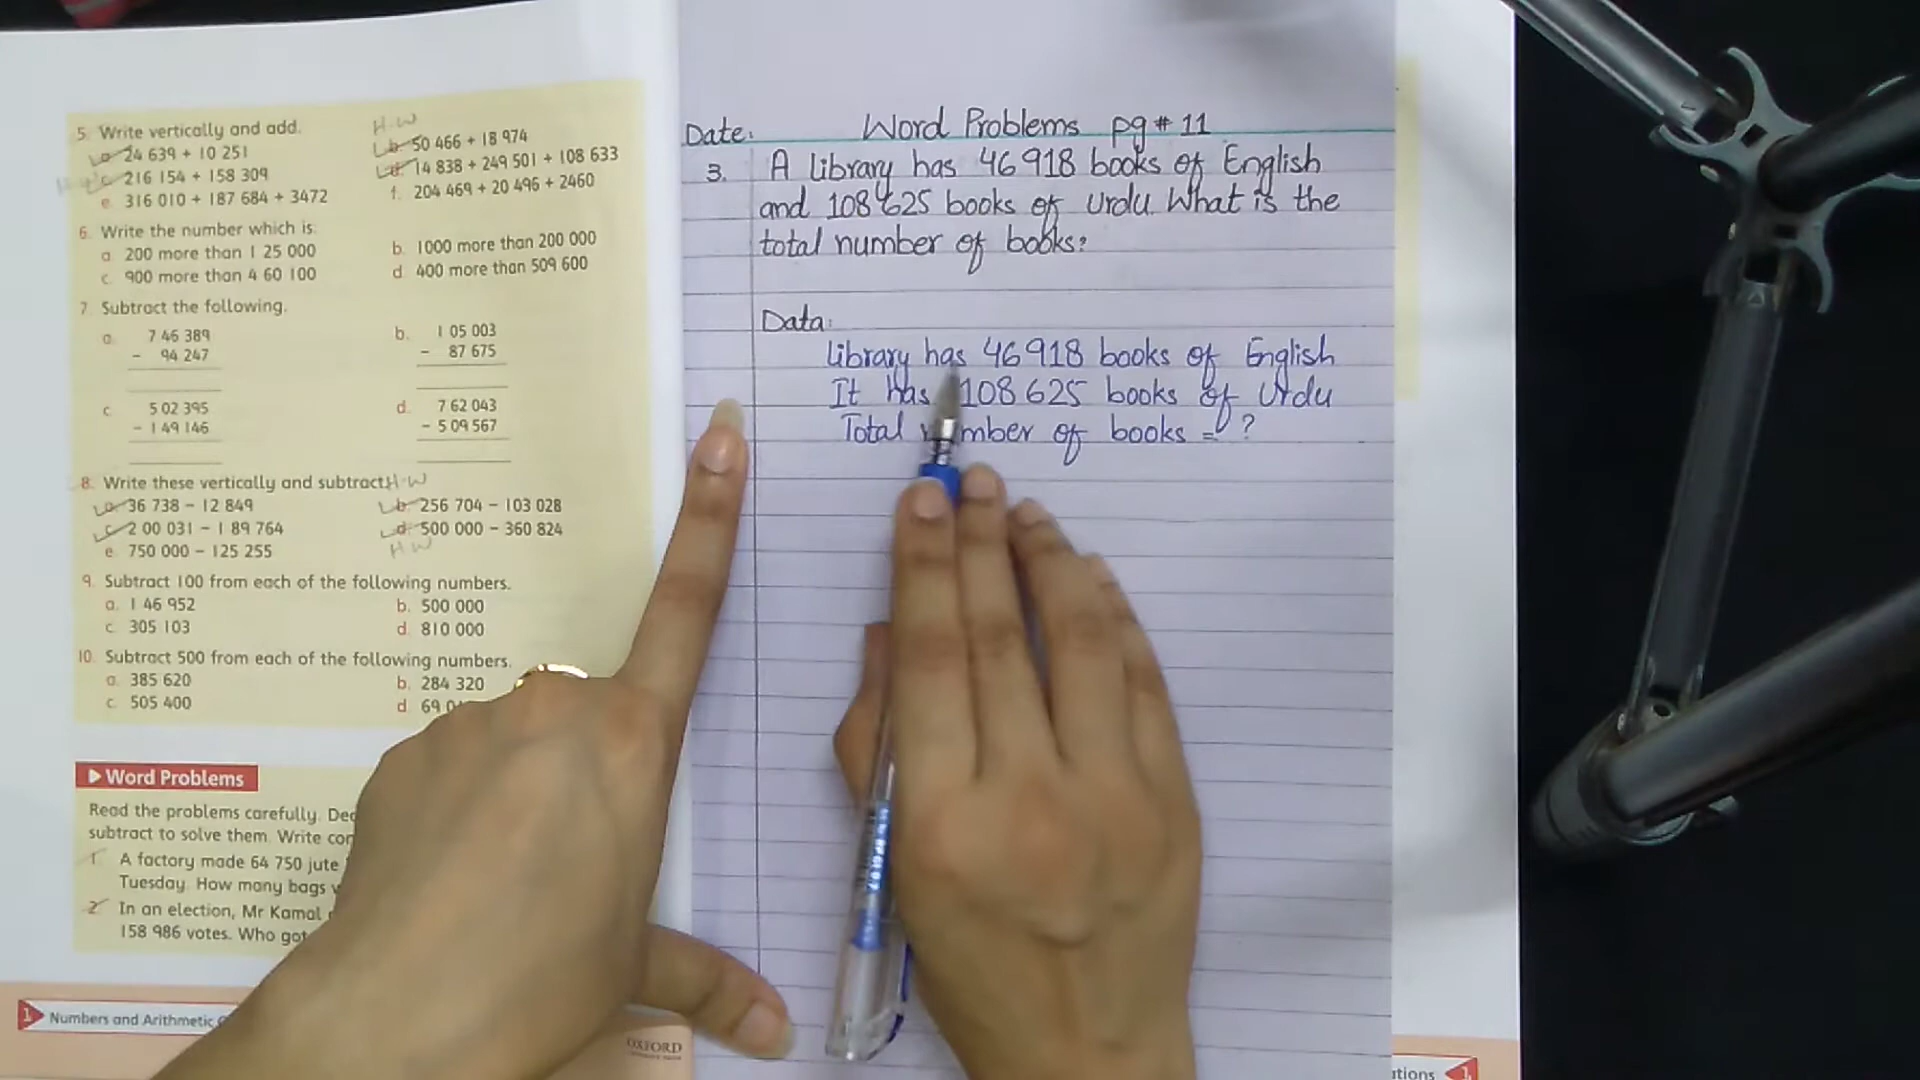 5. Write vertically and add.
H-W
a. 24 639 + 10 251
b. 50 466 + 18 974
c. 216 154 + 158 309
d. 14 838 + 249 501 + 108 633
e. 316 010 + 187 684 + 3472
f. 204 469 + 20 496 + 2460
6. Write the number which is:
a. 200 more than 1 25 000
b. 1000 more than 200 000
c. 900 more than 4 60 100
d. 400 more than 509 600
7. Subtract the following.
a. 7 46 389
- 94 247
b. 1 05 003
- 87 675
c. 5 02 395
- 1 49 146
d. 7 62 043
- 5 09 567
8. Write these vertically and subtract. H-W
a. 36 738 - 12 849
b. 256 704 - 103 028
c. 2 00 031 - 1 89 764
d. 500 000 - 360 824
e. 750 000 - 125 255
H W
9. Subtract 100 from each of the following numbers.
a. 1 46 952
b. 500 000
c. 305 103
d. 810 000
10. Subtract 500 from each of the following numbers.
a. 385 620
b. 284 320
c. 505 400
d. 69
Word Problems
Read the problems carefully.
subtract to solve them. Write
1. A factory made 64 750 jute
Tuesday. How many bags
2. In an election, Mr Kamal
158 986 votes. Who got
1 Numbers and Arithmetic
OXFORD
Date: Word Problems pg # 11
3. A library has 46 918 books of English
and 108 625 books of Urdu. What is the
total number of books?
Data:
Library has 46 918 books of English
It has 108 625 books of Urdu
Total number of books = ?
1